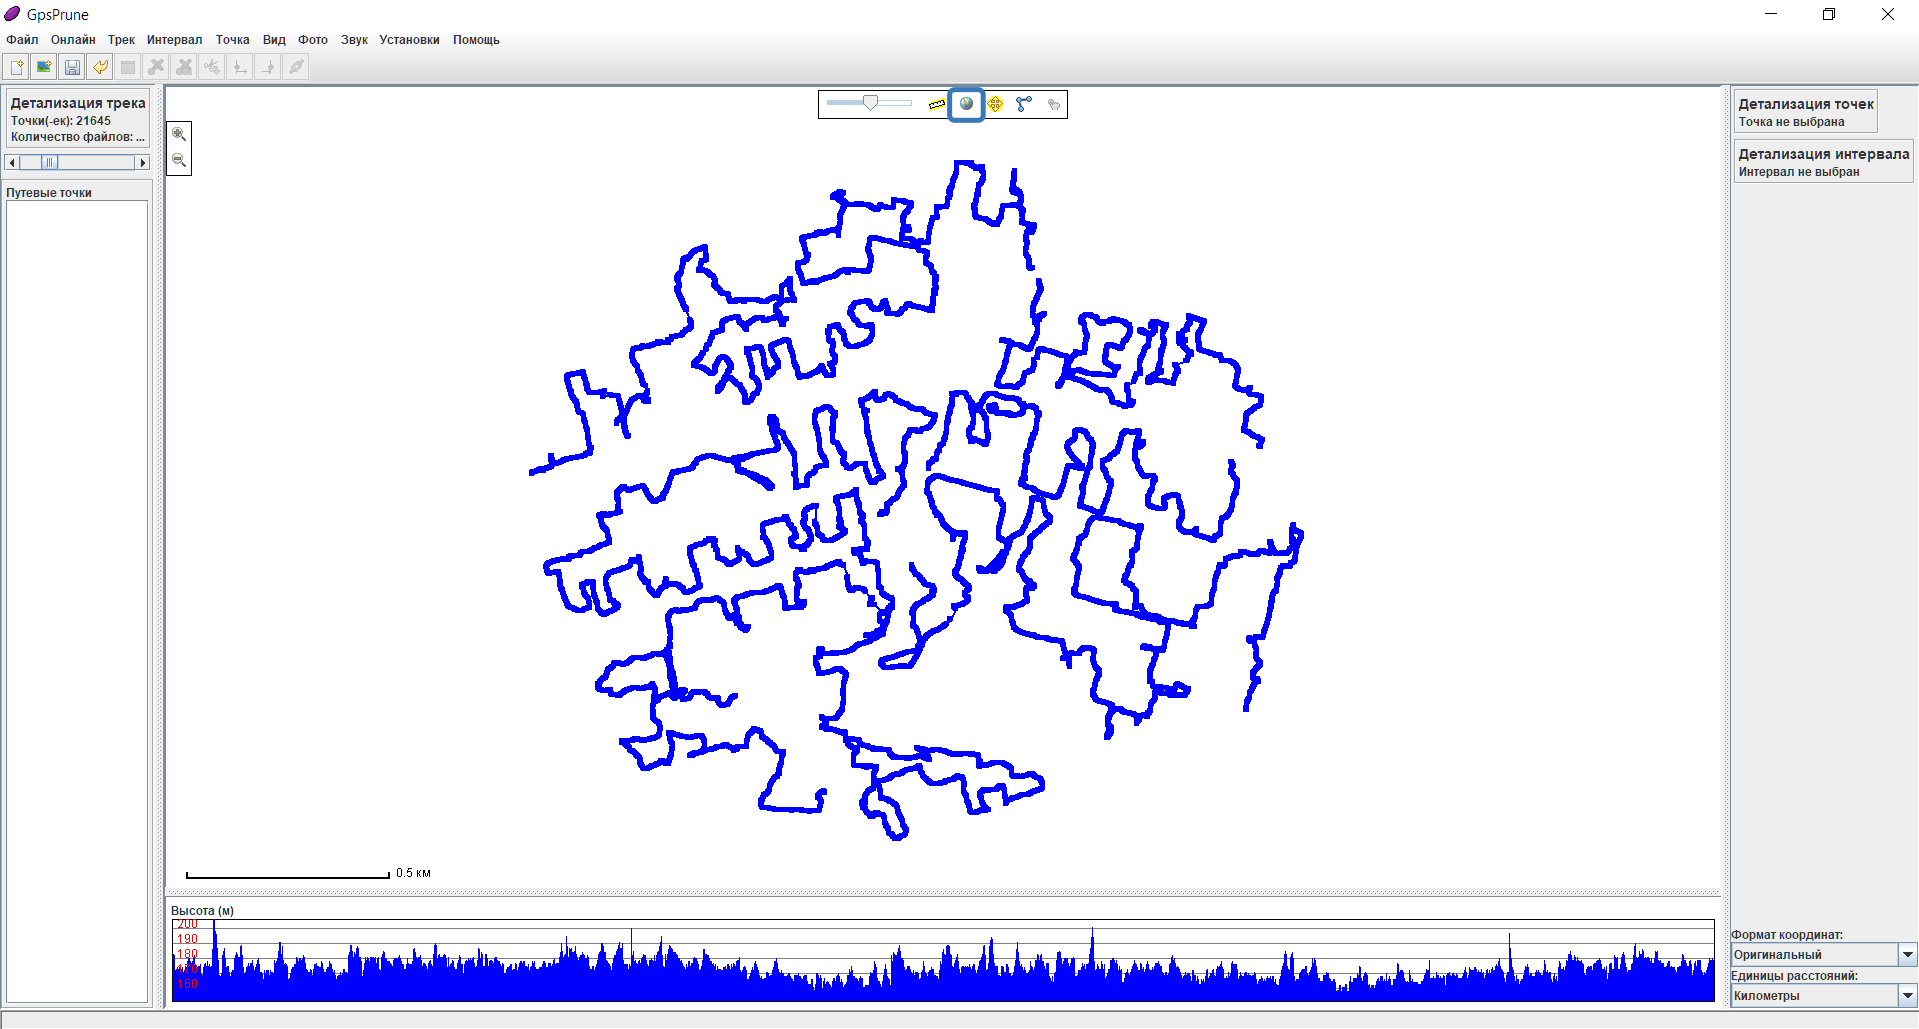 GpsPrune
Файл Онлайн Трек Интервал Точка Вид Фото Звук Установки Помощь
Детализация трека
Точки(-ек): 21645
Количество файлов: ...
Путевые точки
Детализация точек
Точка не выбрана
Детализация интервала
Интервал не выбран
0.5 км
Высота (м)
200
190
180
170
160
Формат координат:
Оригинальный
Единицы расстояний:
Километры